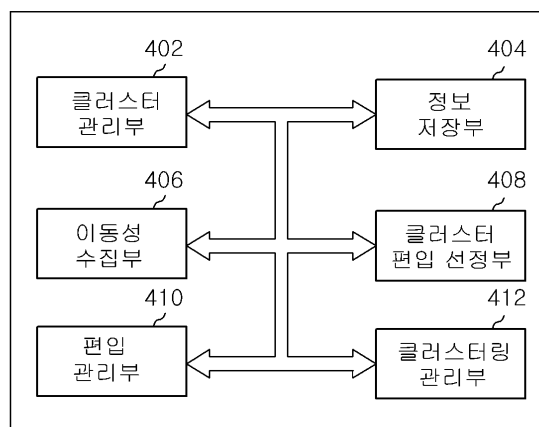 402
클러스터
관리부
404
정보
저장부
406
이동성
수집부
408
클러스터
편입 선정부
410
편입
관리부
412
클러스터링
관리부